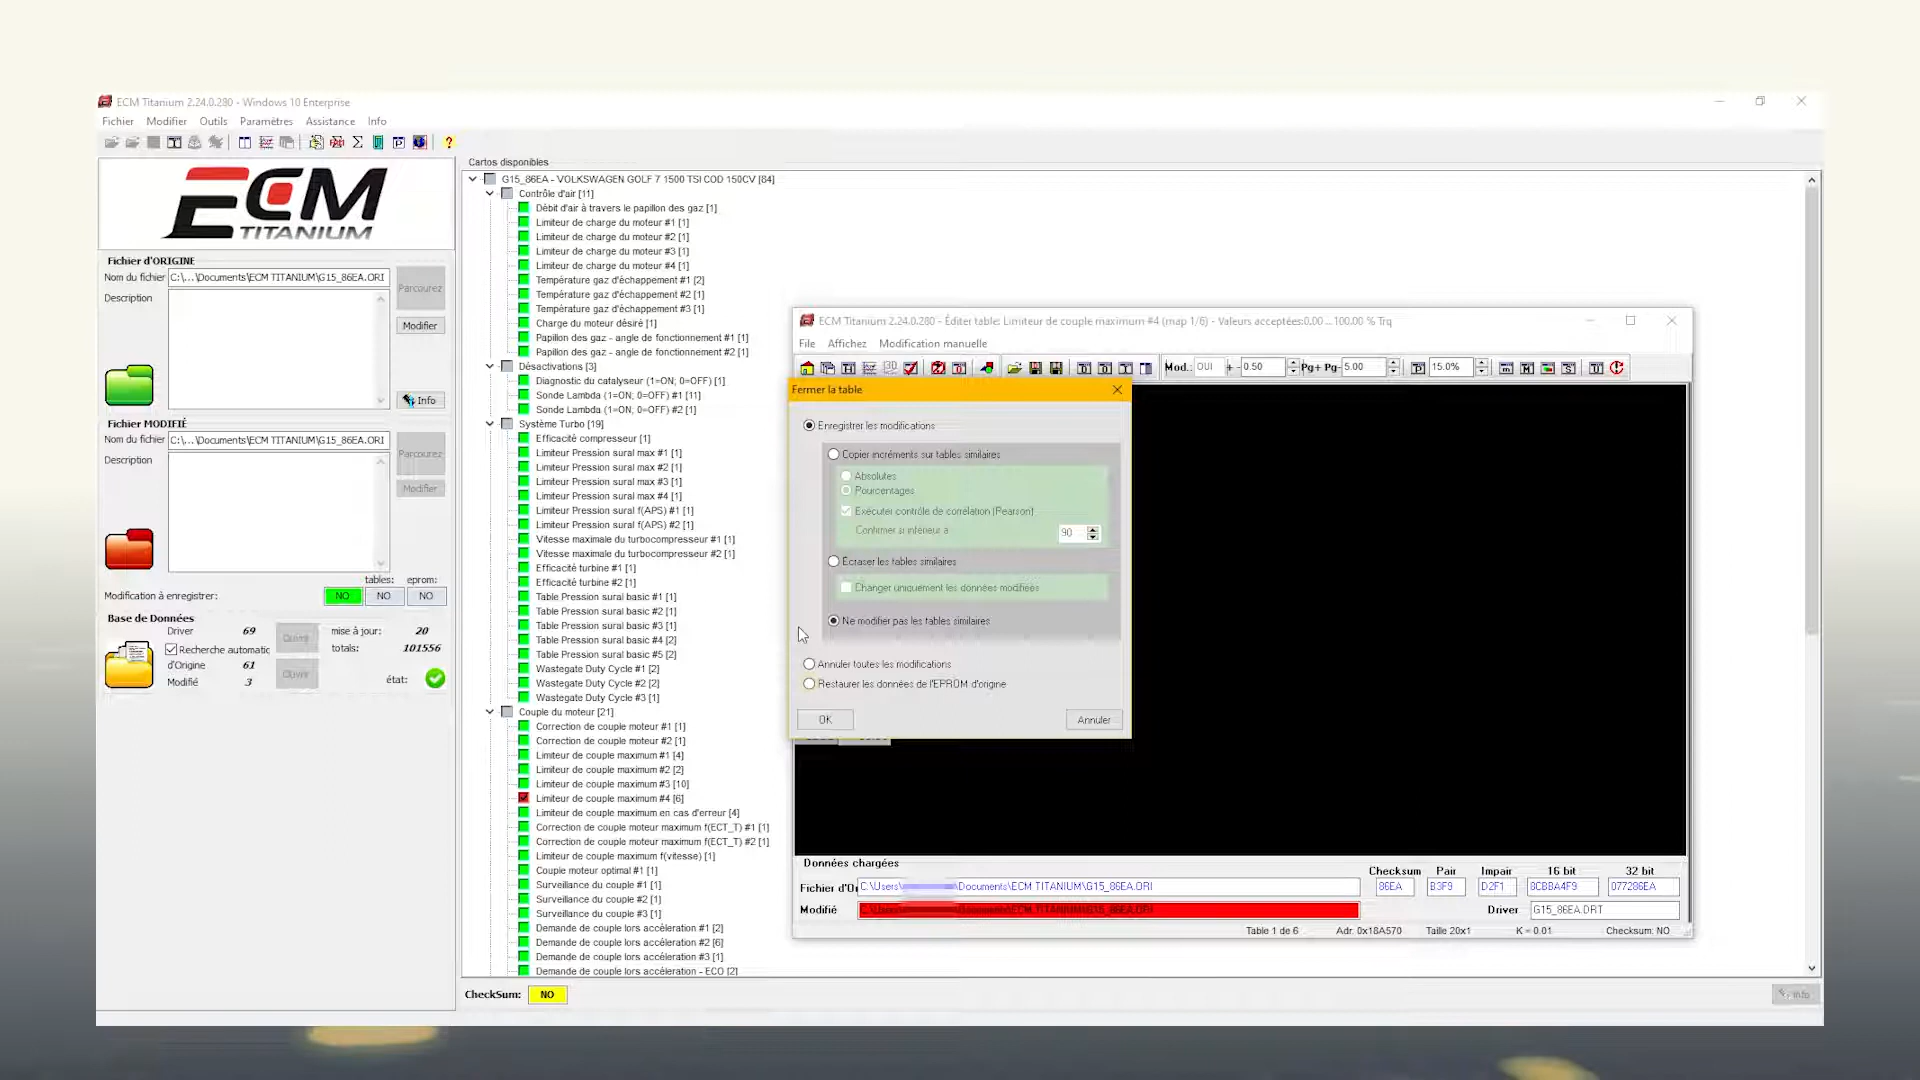 ECM Titanium 2.24.0.280 - Windows 10 Enterprise
Fichier Modifier Outils Paramètres Assistance Info
ECM
TITANIUM
Fichier d'ORIGINE
Nom du fichier C:\...\Documents\ECM TITANIUM\G15_86EA.ORI
Parcourez
Description
Modifier
Info
Fichier MODIFIÉ
Nom du fichier C:\...\Documents\ECM TITANIUM\G15_86EA.ORI
Parcourez
Description
Modifier
tables: eprom:
Modification à enregistrer: NO NO NO
Base de Données
Driver 69 Ouvrir mise à jour: 20
Recherche automatic totals: 101556
d'Origine 61 Ouvrir
Modifié 3 état:
Cartos disponibles
G15_86EA - VOLKSWAGEN GOLF 7 1500 TSI COD 150CV [84]
Contrôle d'air [11]
Débit d'air à travers le papillon des gaz [1]
Limiteur de charge du moteur #1 [1]
Limiteur de charge du moteur #2 [1]
Limiteur de charge du moteur #3 [1]
Limiteur de charge du moteur #4 [1]
Température gaz d'échappement #1 [2]
Température gaz d'échappement #2 [1]
Température gaz d'échappement #3 [1]
Charge du moteur désiré [1]
Papillon des gaz - angle de fonctionnement #1 [1]
Papillon des gaz - angle de fonctionnement #2 [1]
Désactivations [3]
Diagnostic du catalyseur (1=ON; 0=OFF) [1]
Sonde Lambda (1=ON; 0=OFF) #1 [11]
Sonde Lambda (1=ON; 0=OFF) #2 [1]
Système Turbo [19]
Efficacité compresseur [1]
Limiteur Pression sural max #1 [1]
Limiteur Pression sural max #2 [1]
Limiteur Pression sural max #3 [1]
Limiteur Pression sural max #4 [1]
Limiteur Pression sural f(APS) #1 [1]
Limiteur Pression sural f(APS) #2 [1]
Vitesse maximale du turbocompresseur #1 [1]
Vitesse maximale du turbocompresseur #2 [1]
Efficacité turbine #1 [1]
Efficacité turbine #2 [1]
Table Pression sural basic #1 [1]
Table Pression sural basic #2 [1]
Table Pression sural basic #3 [1]
Table Pression sural basic #4 [2]
Table Pression sural basic #5 [2]
Wastegate Duty Cycle #1 [2]
Wastegate Duty Cycle #2 [2]
Wastegate Duty Cycle #3 [1]
Couple du moteur [21]
Correction de couple moteur #1 [1]
Correction de couple moteur #2 [1]
Limiteur de couple maximum #1 [4]
Limiteur de couple maximum #2 [2]
Limiteur de couple maximum #3 [10]
Limiteur de couple maximum #4 [6]
Limiteur de couple maximum en cas d'erreur [4]
Correction de couple moteur maximum f(ECT_T) #1 [1]
Correction de couple moteur maximum f(ECT_T) #2 [1]
Limiteur de couple maximum f(vitesse) [1]
Couple moteur optimal #1 [1]
Surveillance du couple #1 [1]
Surveillance du couple #2 [1]
Surveillance du couple #3 [1]
Demande de couple lors accéleration #1 [2]
Demande de couple lors accéleration #2 [6]
Demande de couple lors accéleration #3 [1]
Demande de couple lors accéleration - ECO [2]
CheckSum: NO
Info
ECM Titanium 2.24.0.280 - Éditer table: Limiteur de couple maximum #4 (map 1/6) - Valeurs acceptées:0.00 ... 100.00 % Trq
File Affichez Modification manuelle
Mod.: OUI + - 0.50 Pg+ Pg- 5.00 15.0%
Fermer la table
Enregistrer les modifications
Copier incréments sur tables similaires
Absolutes
Pourcentages
Exécuter contrôle de corrélation (Pearson)
Confirmer si inférieur à 90
Écraser les tables similaires
Changer uniquement les données modifiées
Ne modifier pas les tables similaires
Annuler toutes les modifications
Restaurer les données de l'EPROM d'origine
OK Annuler
Données chargées
Checksum Pair Impair 16 bit 32 bit
Fichier d'O C:\Users\ \Documents\ECM TITANIUM\G15_86EA.ORI 86EA B3F9 D2F1 8CBBA4F9 077286EA
Modifié C:\Users\ \Documents\ECM TITANIUM\G15_86EA.ORI Driver G15_86EA.DRT
Table 1 de 6 Adr. 0x18A570 Taille 20x1 K = 0.01 Checksum: NO